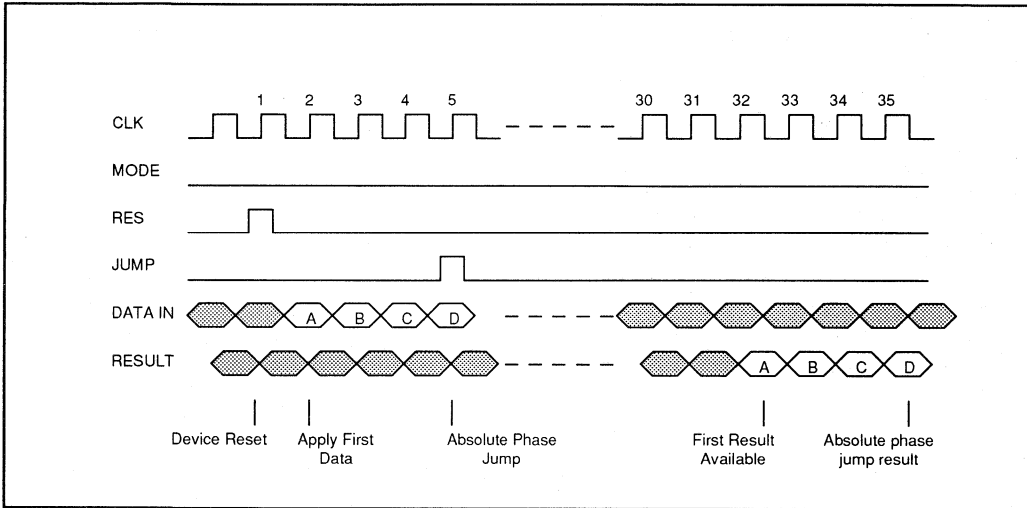 1 2 3 4 5 30 31 32 33 34 35
CLK
MODE
RES
JUMP
DATA IN A B C D
RESULT A B C D
Device Reset
Apply First
Data
Absolute Phase
Jump
First Result
Available
Absolute phase
jump result